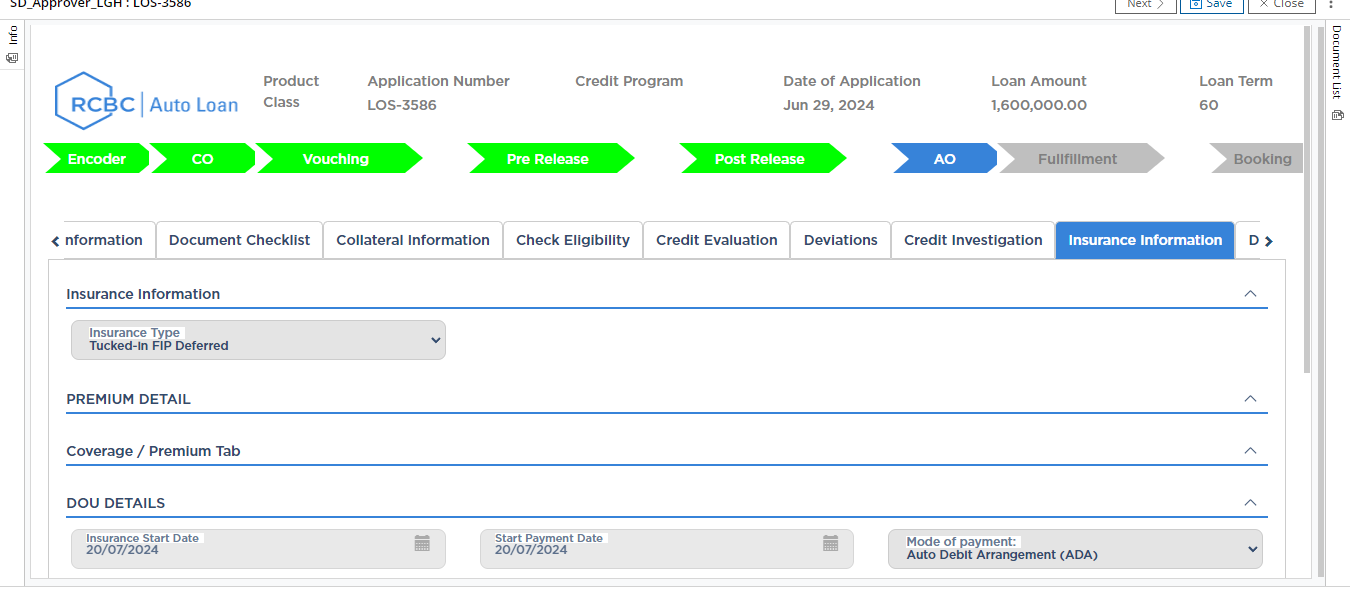 SD_Approver_LGH : LOS-3586
Next
Save
Close
Info
Document List
RCBC | Auto Loan
Product Class
Application Number
LOS-3586
Credit Program
Date of Application
Jun 29, 2024
Loan Amount
1,600,000.00
Loan Term
60
Encoder
CO
Vouching
Pre Release
Post Release
AO
Fullfillment
Booking
nformation
Document Checklist
Collateral Information
Check Eligibility
Credit Evaluation
Deviations
Credit Investigation
Insurance Information
D
Insurance Information
Insurance Type
Tucked-in FIP Deferred
PREMIUM DETAIL
Coverage / Premium Tab
DOU DETAILS
Insurance Start Date
20/07/2024
Start Payment Date
20/07/2024
Mode of payment:
Auto Debit Arrangement (ADA)